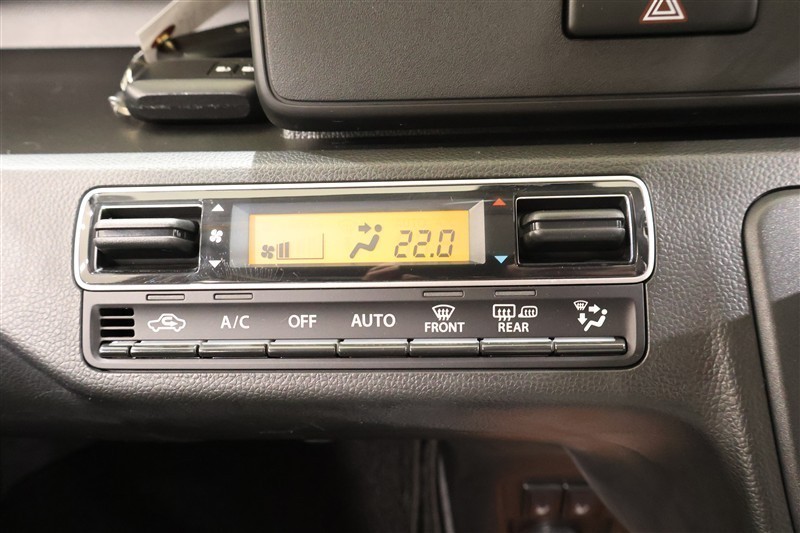 22.0
A/C OFF AUTO FRONT REAR